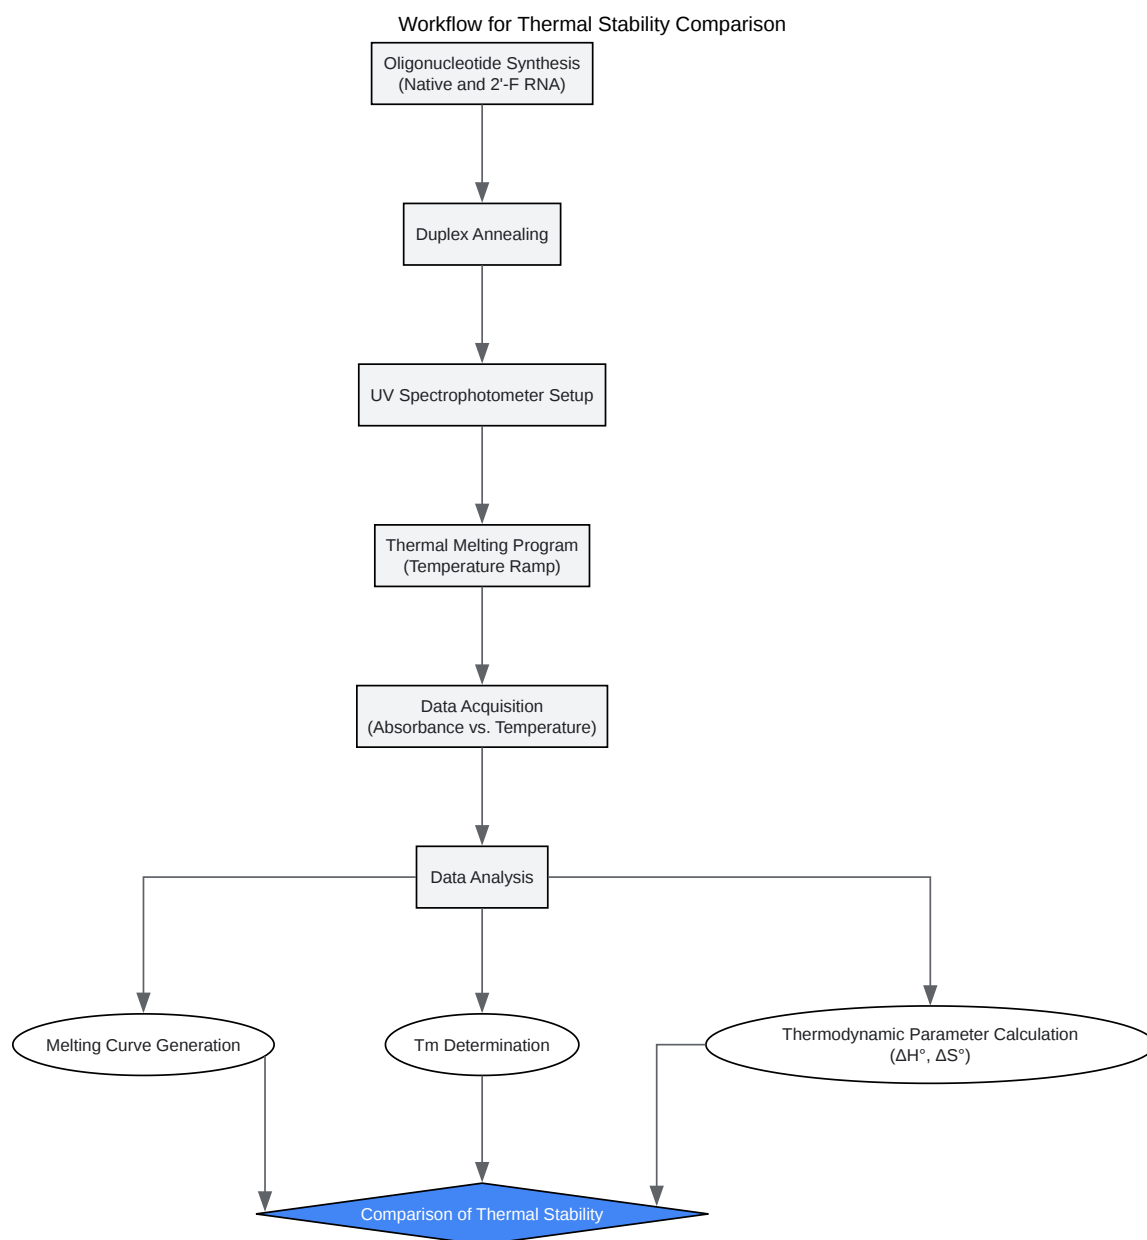 Workflow for Thermal Stability Comparison
Oligonucleotide Synthesis
(Native and 2'-F RNA)
Duplex Annealing
UV Spectrophotometer Setup
Thermal Melting Program
(Temperature Ramp)
Data Acquisition
(Absorbance vs. Temperature)
Data Analysis
Melting Curve Generation
Tm Determination
Thermodynamic Parameter Calculation
(ΔH°, ΔS°)
Comparison of Thermal Stability